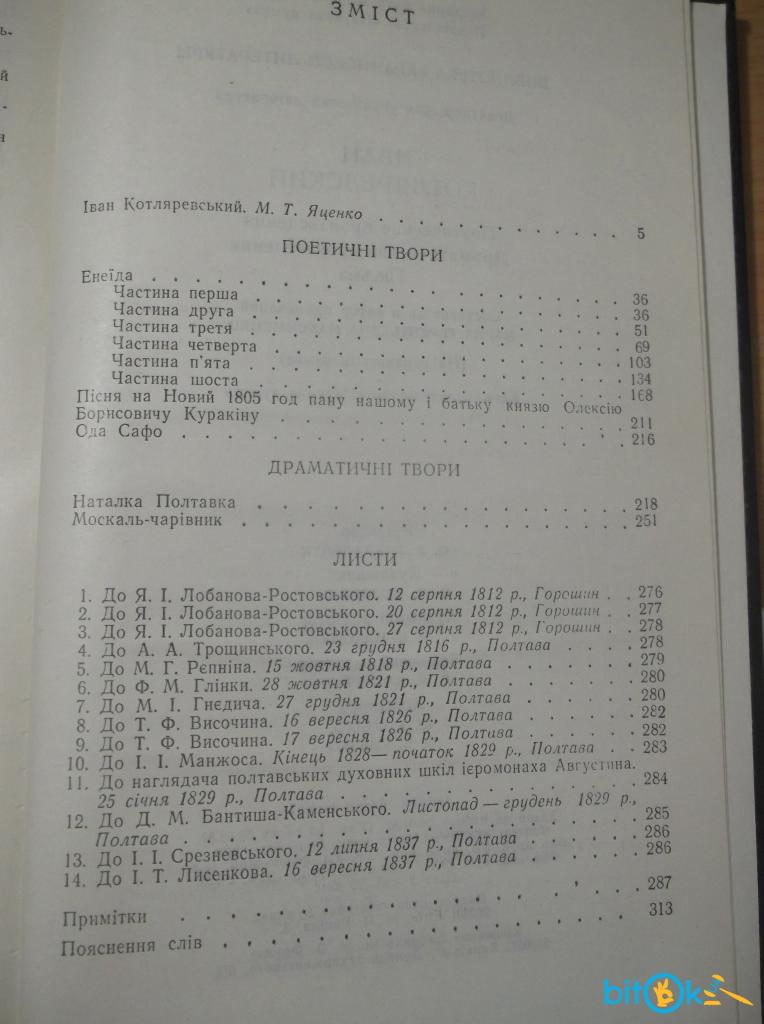 ЗМІСТ
Іван Котляревський. М. Т. Яценко . . . . . . . . . . . . . 5
ПОЕТИЧНІ ТВОРИ
Енеїда . . . . . . . . . . . . . . . . . . . . 36
Частина перша . . . . . . . . . . . . . . . . 36
Частина друга . . . . . . . . . . . . . . . . 51
Частина третя . . . . . . . . . . . . . . . . 69
Частина четверта . . . . . . . . . . . . . . . 103
Частина п'ята . . . . . . . . . . . . . . . . 134
Частина шоста . . . . . . . . . . . . . . . . 168
Пісня на Новий 1805 год пану нашому і батьку князю Олексію
Борисовичу Куракіну . . . . . . . . . . . . . . 211
Ода Сафо . . . . . . . . . . . . . . . . . . . 216
ДРАМАТИЧНІ ТВОРИ
Наталка Полтавка . . . . . . . . . . . . . . . . 218
Москаль-чарівник . . . . . . . . . . . . . . . . 251
ЛИСТИ
1. До Я. І. Лобанова-Ростовського. 12 серпня 1812 р., Горошин . . 276
2. До Я. І. Лобанова-Ростовського. 20 серпня 1812 р., Горошин . . 277
3. До Я. І. Лобанова-Ростовського. 27 серпня 1812 р., Горошин . . 278
4. До А. А. Трощинського. 23 грудня 1816 р., Полтава . . . . 278
5. До М. Г. Рєпніна. 15 жовтня 1818 р., Полтава . . . . . . 279
6. До Ф. М. Глінки. 28 жовтня 1821 р., Полтава . . . . . . 280
7. До М. І. Гнєдича. 27 грудня 1821 р., Полтава . . . . . . 280
8. До Т. Ф. Височина. 16 вересня 1826 р., Полтава . . . . . 282
9. До Т. Ф. Височина. 17 вересня 1826 р., Полтава . . . . . 282
10. До І. І. Манжоса. Кінець 1828—початок 1829 р., Полтава . . 283
11. До наглядача полтавських духовних шкіл ієромонаха Августина.
25 січня 1829 р., Полтава . . . . . . . . . . . . 284
12. До Д. М. Бантиша-Каменського. Листопад—грудень 1829 р.,
Полтава . . . . . . . . . . . . . . . . . . . 285
13. До І. І. Срезневського. 12 липня 1837 р., Полтава . . . . . 286
14. До І. Т. Лисенкова. 16 вересня 1837 р., Полтава . . . . . 286
Примітки . . . . . . . . . . . . . . . . . . . 287
Пояснення слів . . . . . . . . . . . . . . . . . 313
bitOk